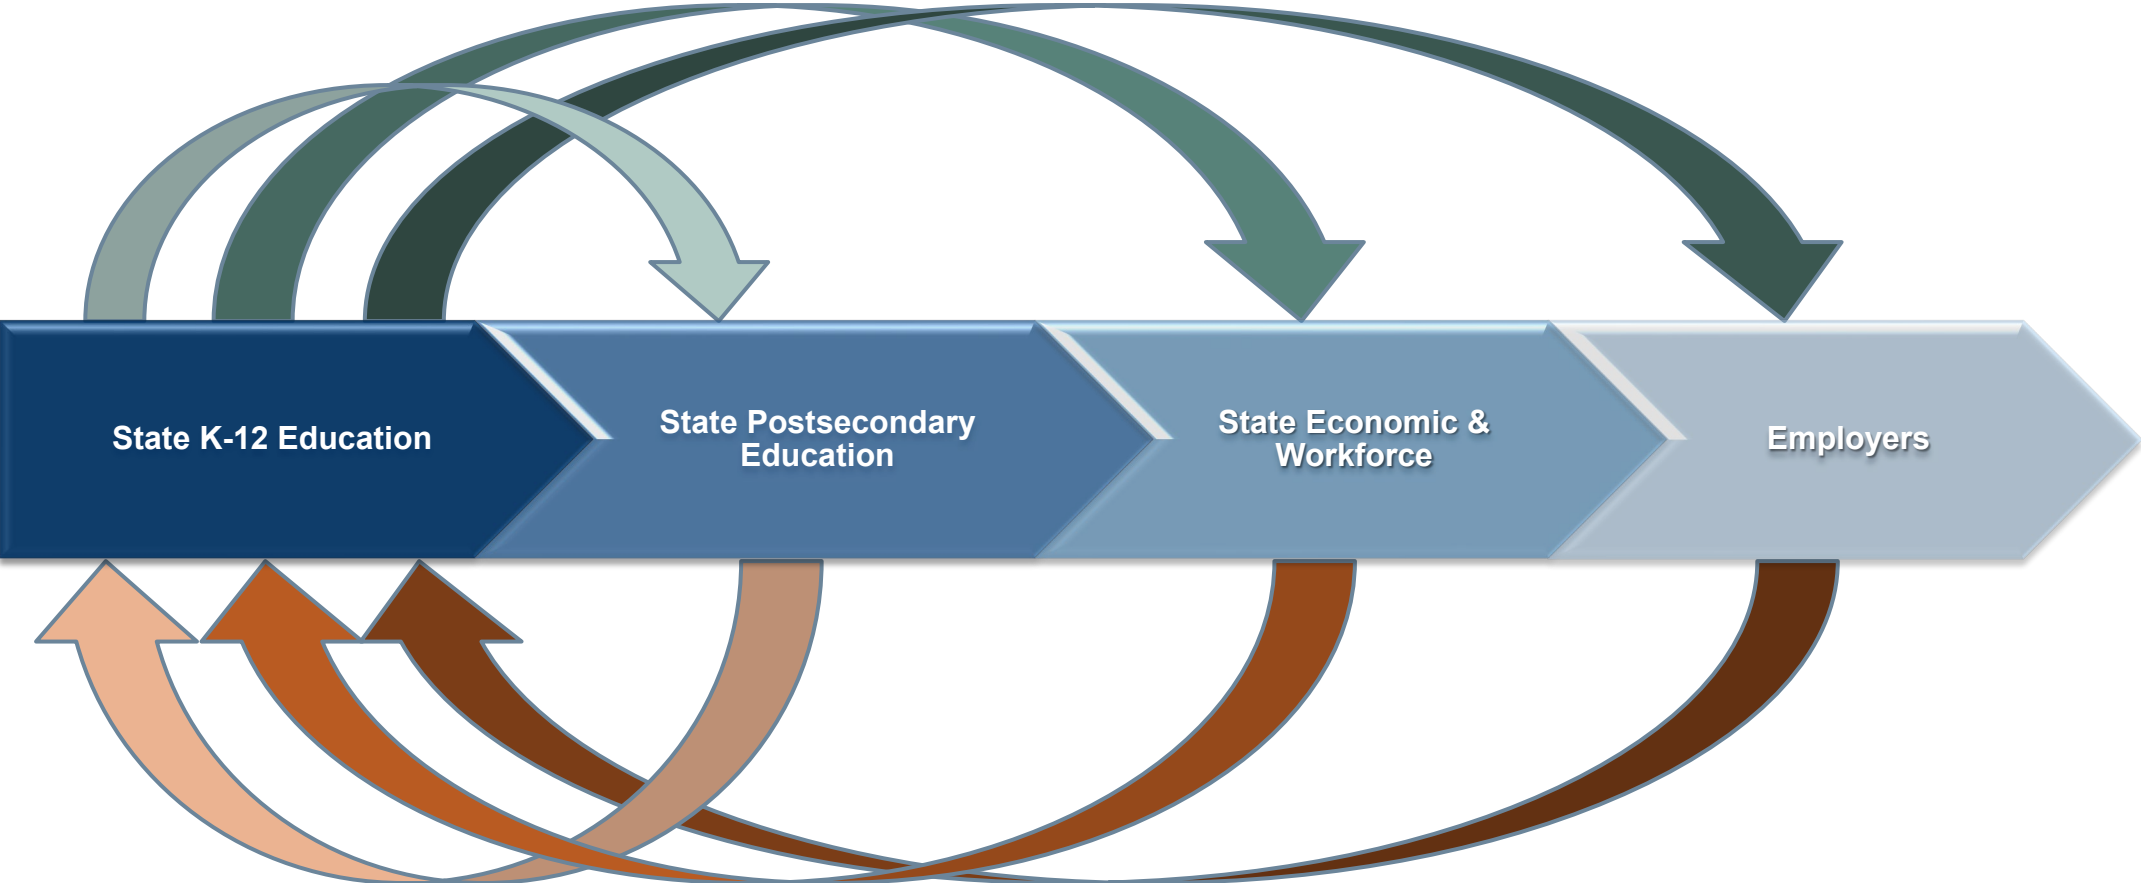 State K-12 Education
State Postsecondary
Education
State Economic &
Workforce
Employers